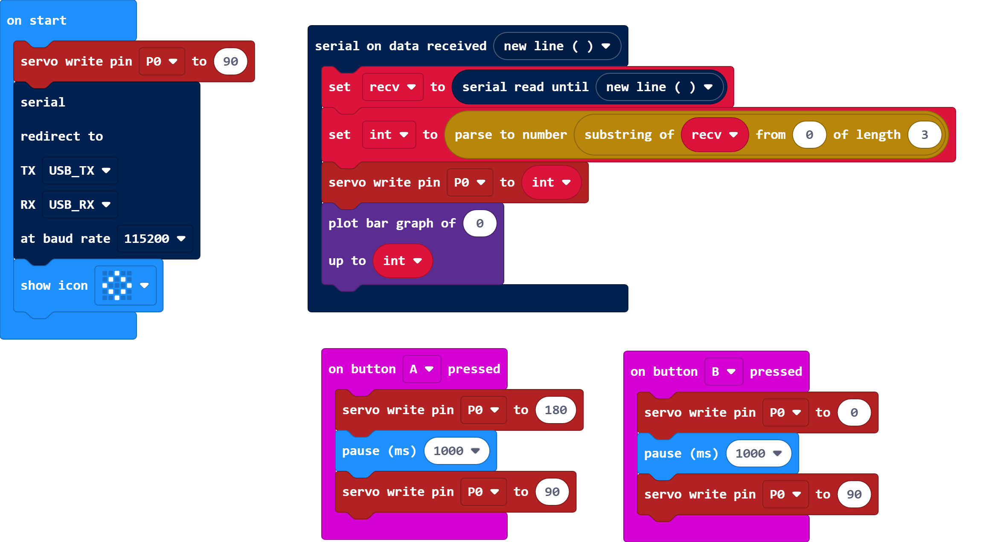 on start
servo write pin P0 to 90
serial
redirect to
TX USB_TX
RX USB_RX
at baud rate 115200
show icon
serial on data received new line ( )
set recv to serial read until new line ( )
set int to parse to number substring of recv from 0 of length 3
servo write pin P0 to int
plot bar graph of 0
up to int
on button A pressed
servo write pin P0 to 180
pause (ms) 1000
servo write pin P0 to 90
on button B pressed
servo write pin P0 to 0
pause (ms) 1000
servo write pin P0 to 90